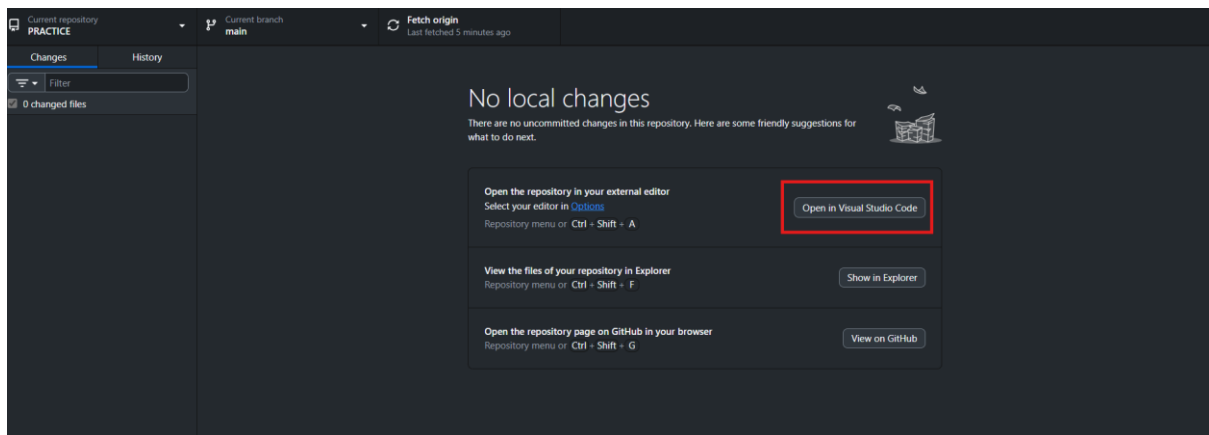 Current repository
PRACTICE
Current branch
main
Fetch origin
Last fetched 5 minutes ago
Changes
History
Filter
0 changed files
No local changes
There are no uncommitted changes in this repository. Here are some friendly suggestions for
what to do next.
Open the repository in your external editor
Select your editor in Options
Repository menu or Ctrl + Shift + A
Open in Visual Studio Code
View the files of your repository in Explorer
Repository menu or Ctrl + Shift + F
Show in Explorer
Open the repository page on GitHub in your browser
Repository menu or Ctrl + Shift + G
View on GitHub